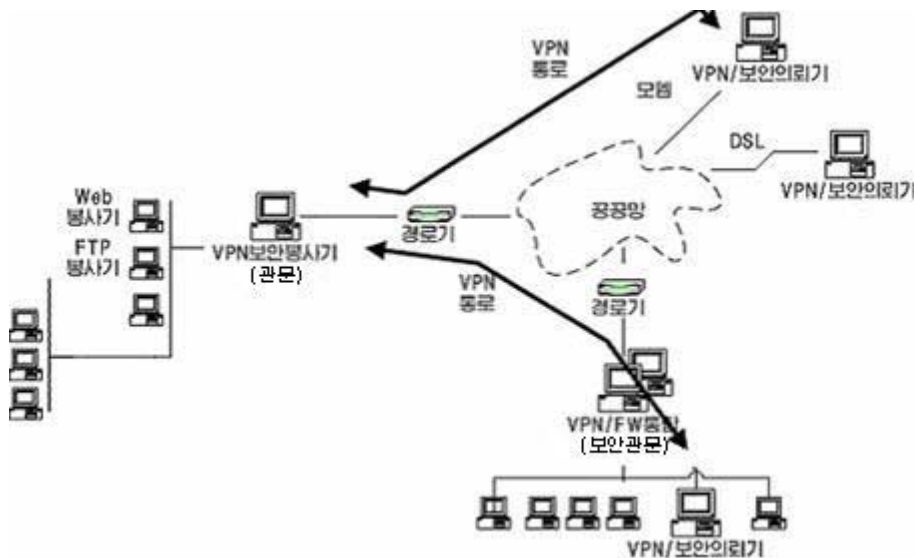 VPN
통로
VPN/보안의뢰기
모뎀
DSL
VPN/보안의뢰기
Web
봉사기
FTP
봉사기
VPN보안봉사기
(관문)
경로기
공공망
VPN
통로
경로기
VPN/FW통합
(보안관문)
VPN/보안의뢰기